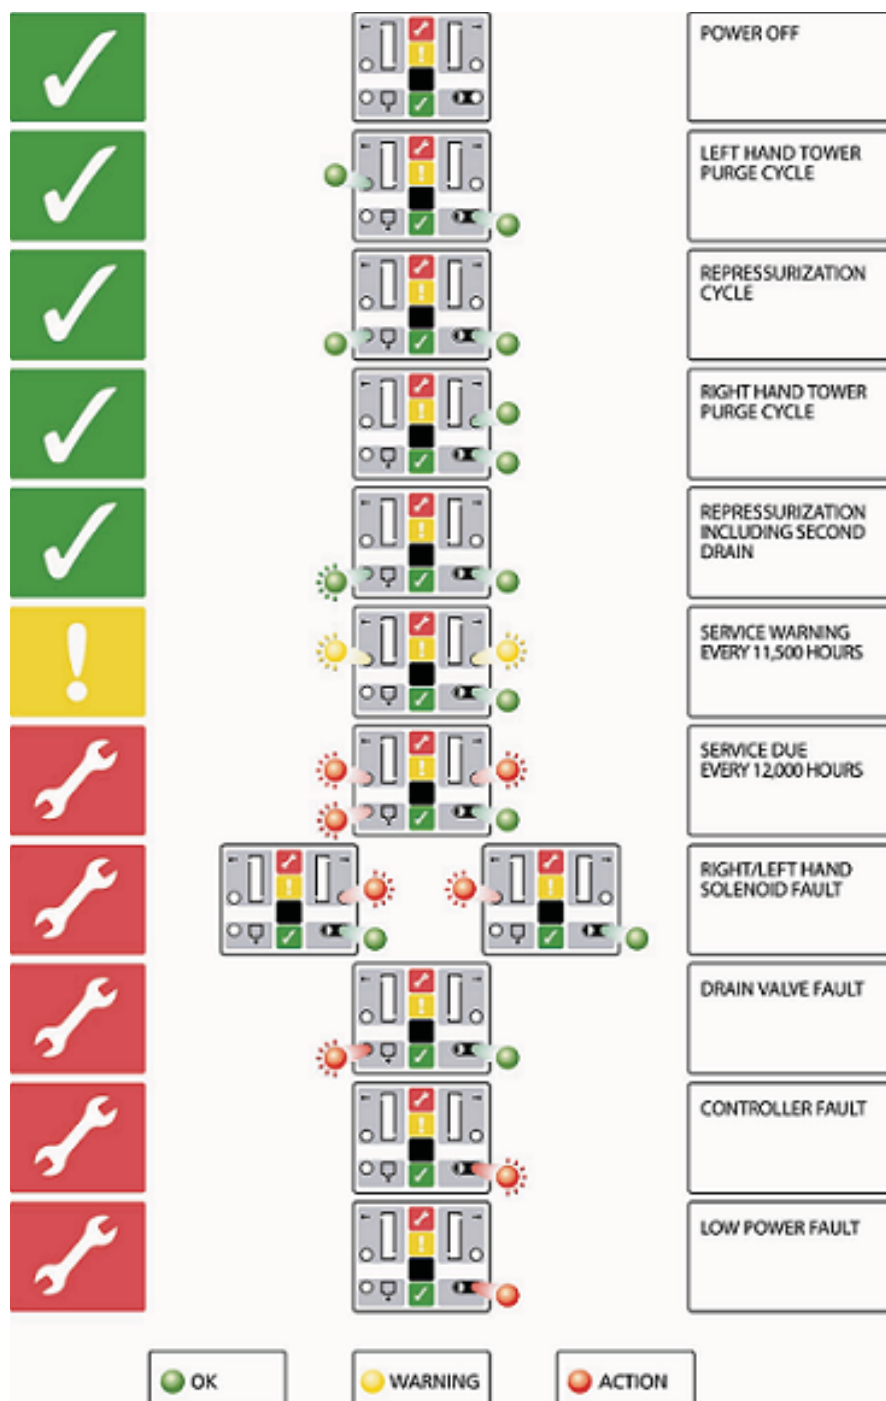 POWER OFF
LEFT HAND TOWER
PURGE CYCLE
REPRESSURIZATION
CYCLE
RIGHT HAND TOWER
PURGE CYCLE
REPRESSURIZATION
INCLUDING SECOND
DRAIN
SERVICE WARNING
EVERY 11,500 HOURS
SERVICE DUE
EVERY 12,000 HOURS
RIGHT/LEFT HAND
SOLENOID FAULT
DRAIN VALVE FAULT
CONTROLLER FAULT
LOW POWER FAULT
OK
WARNING
ACTION